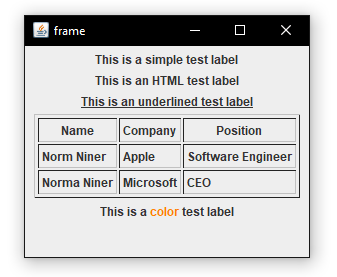 frame
This is a simple test label
This is an HTML test label
This is an underlined test label
Name Company Position
Norm Niner Apple Software Engineer
Norma Niner Microsoft CEO
This is a color test label